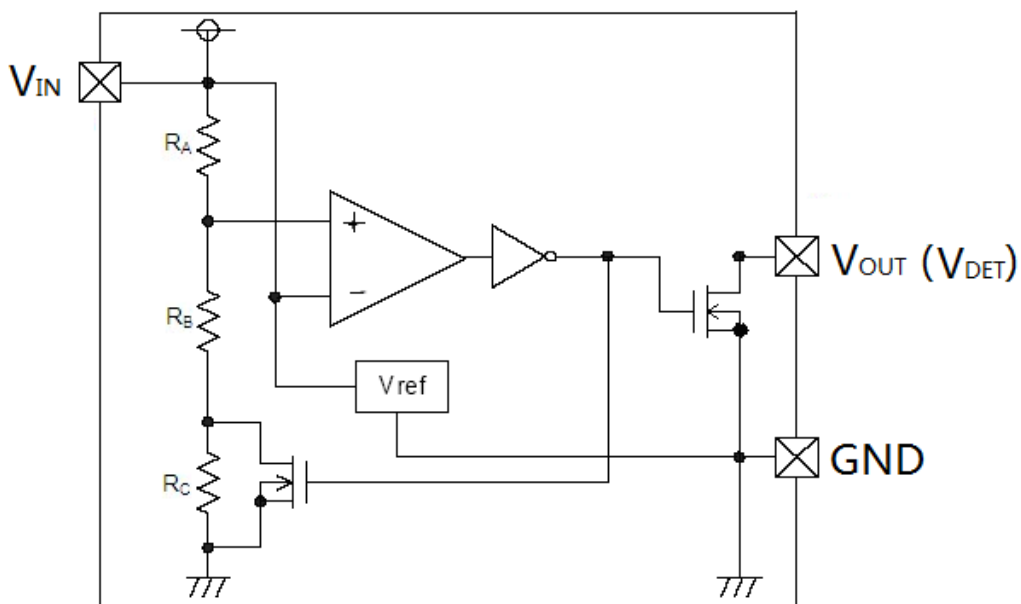 VIN
RA
+
VOUT (VDET)
−
RB
Vref
GND
RC